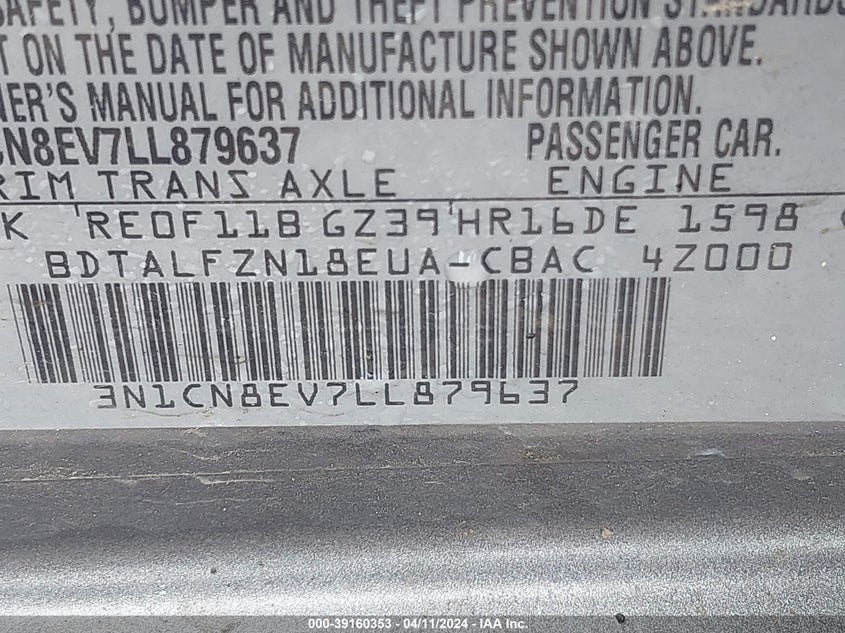 SAFETY, BUMPER AND THEFT PREVENTION STANDARDS
T ON THE DATE OF MANUFACTURE SHOWN ABOVE.
NER'S MANUAL FOR ADDITIONAL INFORMATION.
CN8EV7LL879637 PASSENGER CAR.
RIM TRANS AXLE ENGINE
K RE0F11B GZ39 HR16DE 1598
BDTALFZN18EUA-CBAC 4Z000
3N1CN8EV7LL879637
000-39160353 - 04/11/2024 - IAA Inc.